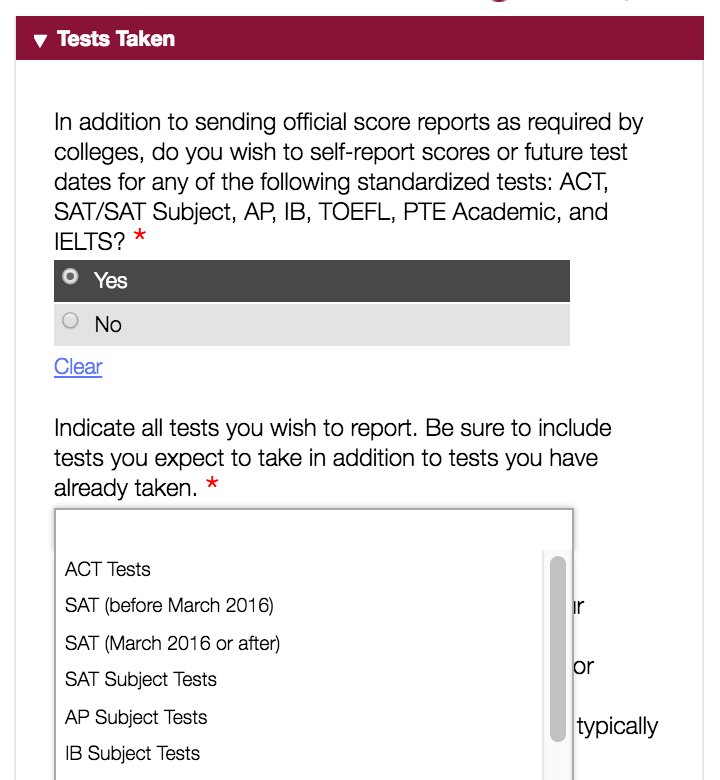 Tests Taken
In addition to sending official score reports as required by
colleges, do you wish to self-report scores or future test
dates for any of the following standardized tests: ACT,
SAT/SAT Subject, AP, IB, TOEFL, PTE Academic, and
IELTS? *
Yes
No
Clear
Indicate all tests you wish to report. Be sure to include
tests you expect to take in addition to tests you have
already taken. *
ACT Tests
SAT (before March 2016)
SAT (March 2016 or after)
SAT Subject Tests
or
AP Subject Tests
typically
IB Subject Tests